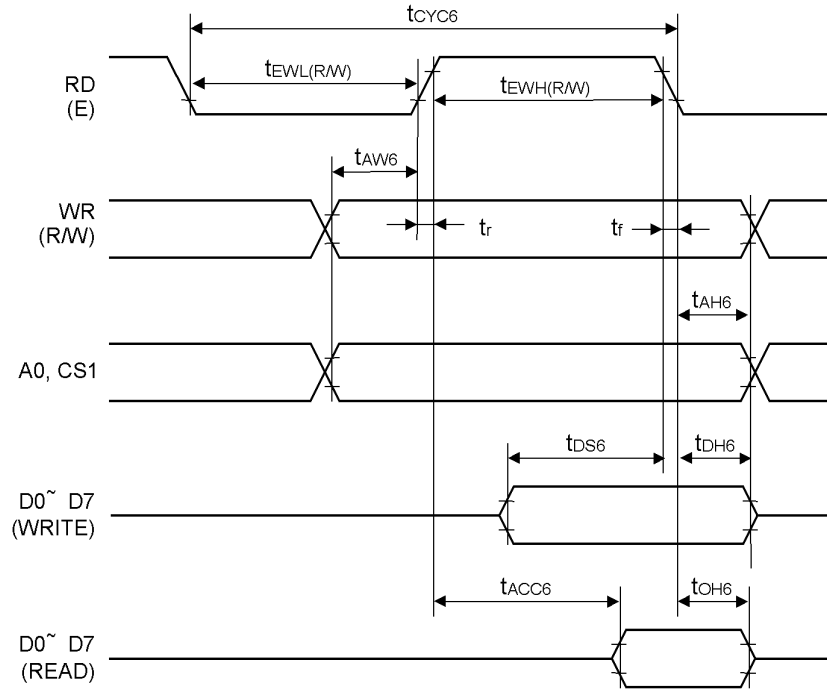 tCYC6
RD
(E)
tEWL(R/W)
tEWH(R/W)
tAW6
WR
(R/W)
tr
tf
tAH6
A0, CS1
tDS6
tDH6
D0~ D7
(WRITE)
tACC6
tOH6
D0~ D7
(READ)